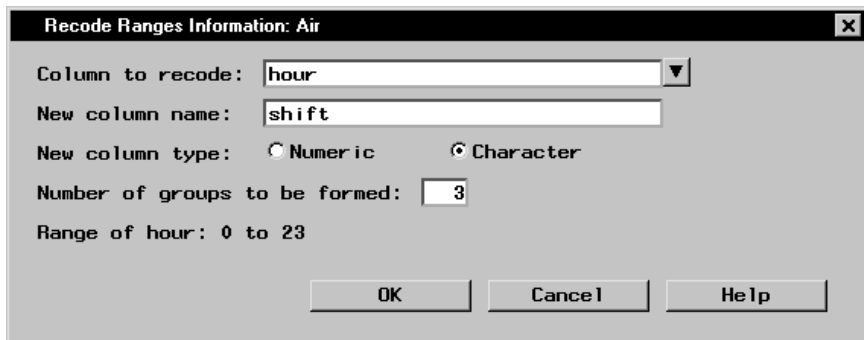 Recode Ranges Information: Air
Column to recode: hour
New column name: shift
New column type: Numeric Character
Number of groups to be formed: 3
Range of hour: 0 to 23
OK Cancel Help